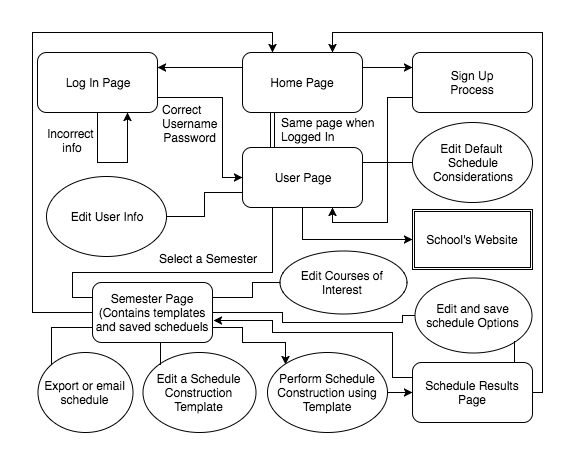 Log In Page
Home Page
Sign Up
Process
Correct
Username
Password
Incorrect
info
Same page when
Logged In
Edit Default
Schedule
Considerations
User Page
Edit User Info
School's Website
Select a Semester
Edit Courses of
Interest
Semester Page
(Contains templates
and saved scheduels
Edit and save
schedule Options
Export or email
schedule
Edit a Schedule
Construction
Template
Perform Schedule
Construction using
Template
Schedule Results
Page